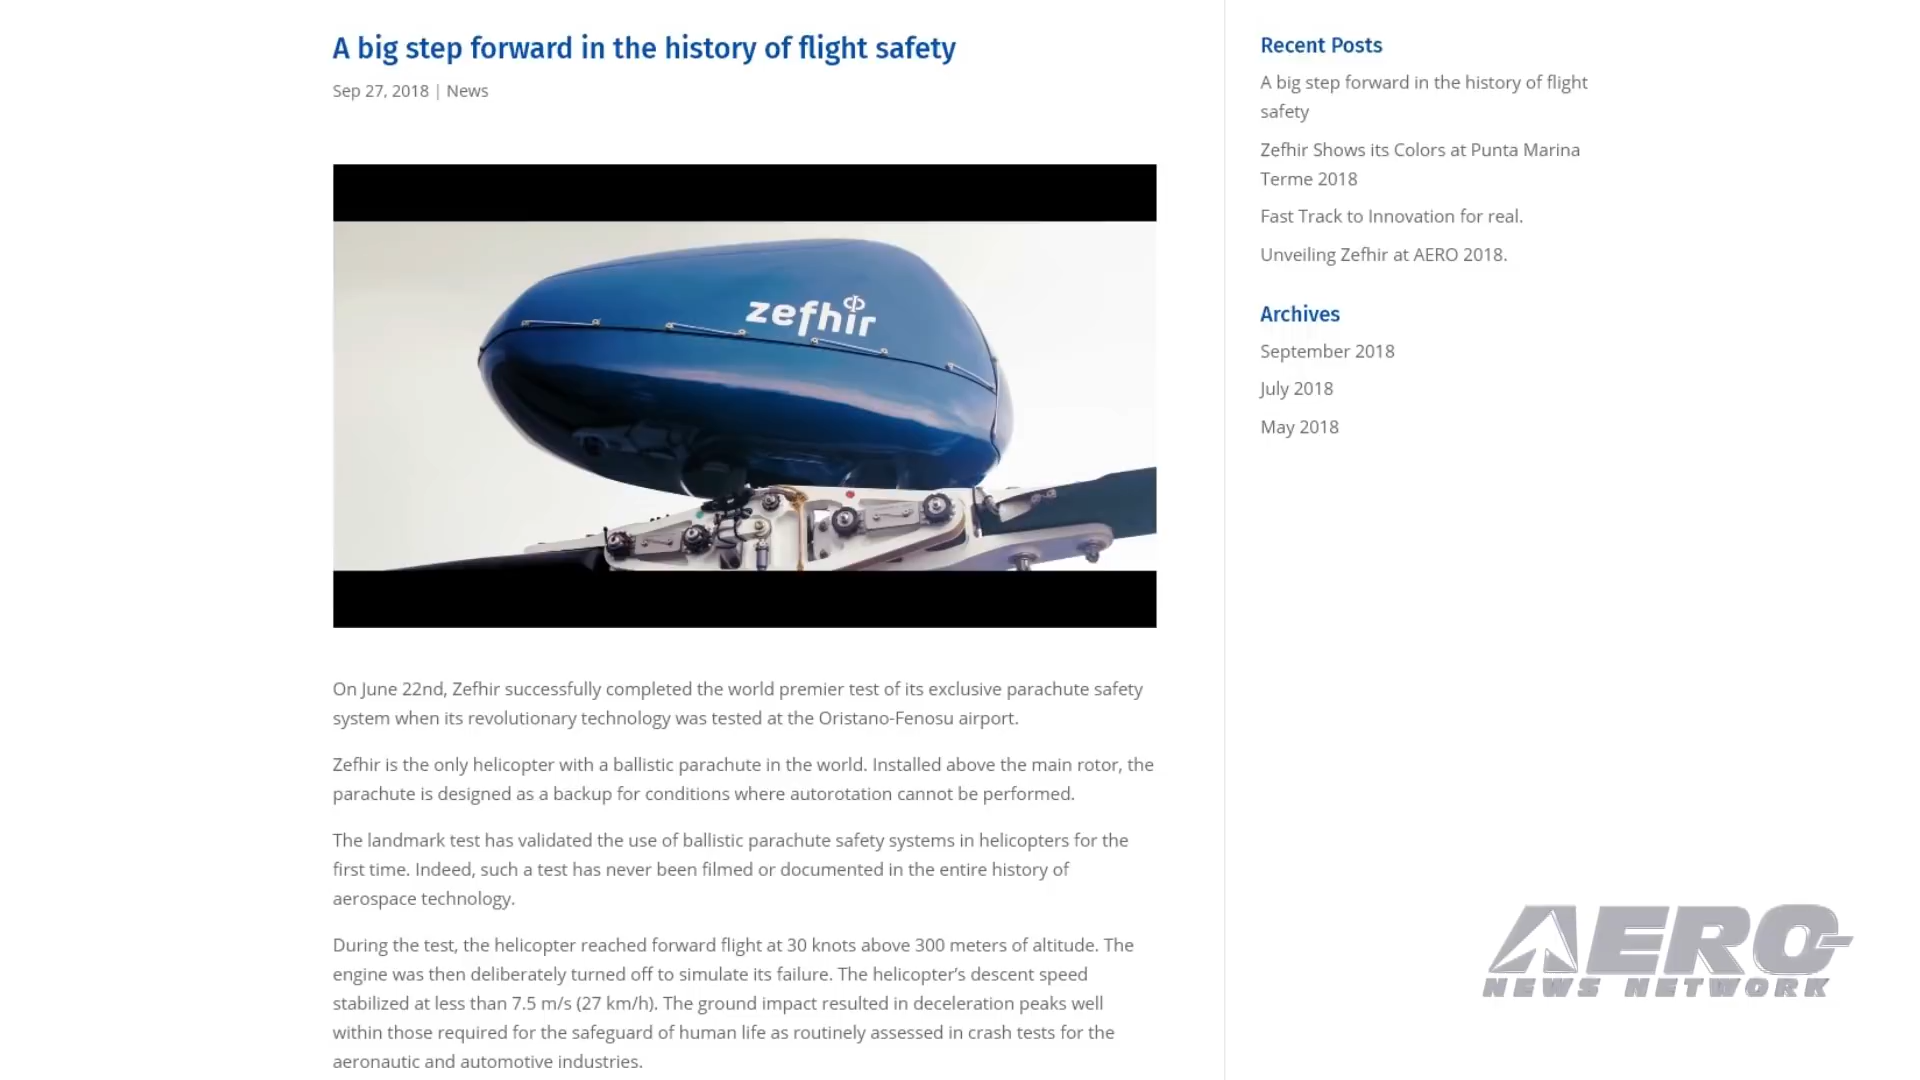 A big step forward in the history of flight safety
Sep 27, 2018 | News
zefhir
On June 22nd, Zefhir successfully completed the world premier test of its exclusive parachute safety
system when its revolutionary technology was tested at the Oristano-Fenosu airport.
Zefhir is the only helicopter with a ballistic parachute in the world. Installed above the main rotor, the
parachute is designed as a backup for conditions where autorotation cannot be performed.
The landmark test has validated the use of ballistic parachute safety systems in helicopters for the
first time. Indeed, such a test has never been filmed or documented in the entire history of
aerospace technology.
During the test, the helicopter reached forward flight at 30 knots above 300 meters of altitude. The
engine was then deliberately turned off to simulate its failure. The helicopter's descent speed
stabilized at less than 7.5 m/s (27 km/h). The ground impact resulted in deceleration peaks well
within those required for the safeguard of human life as routinely assessed in crash tests for the
aeronautic and automotive industries.
Recent Posts
A big step forward in the history of flight
safety
Zefhir Shows its Colors at Punta Marina
Terme 2018
Fast Track to Innovation for real.
Unveiling Zefhir at AERO 2018.
Archives
September 2018
July 2018
May 2018
AERO-
NEWS NETWORK